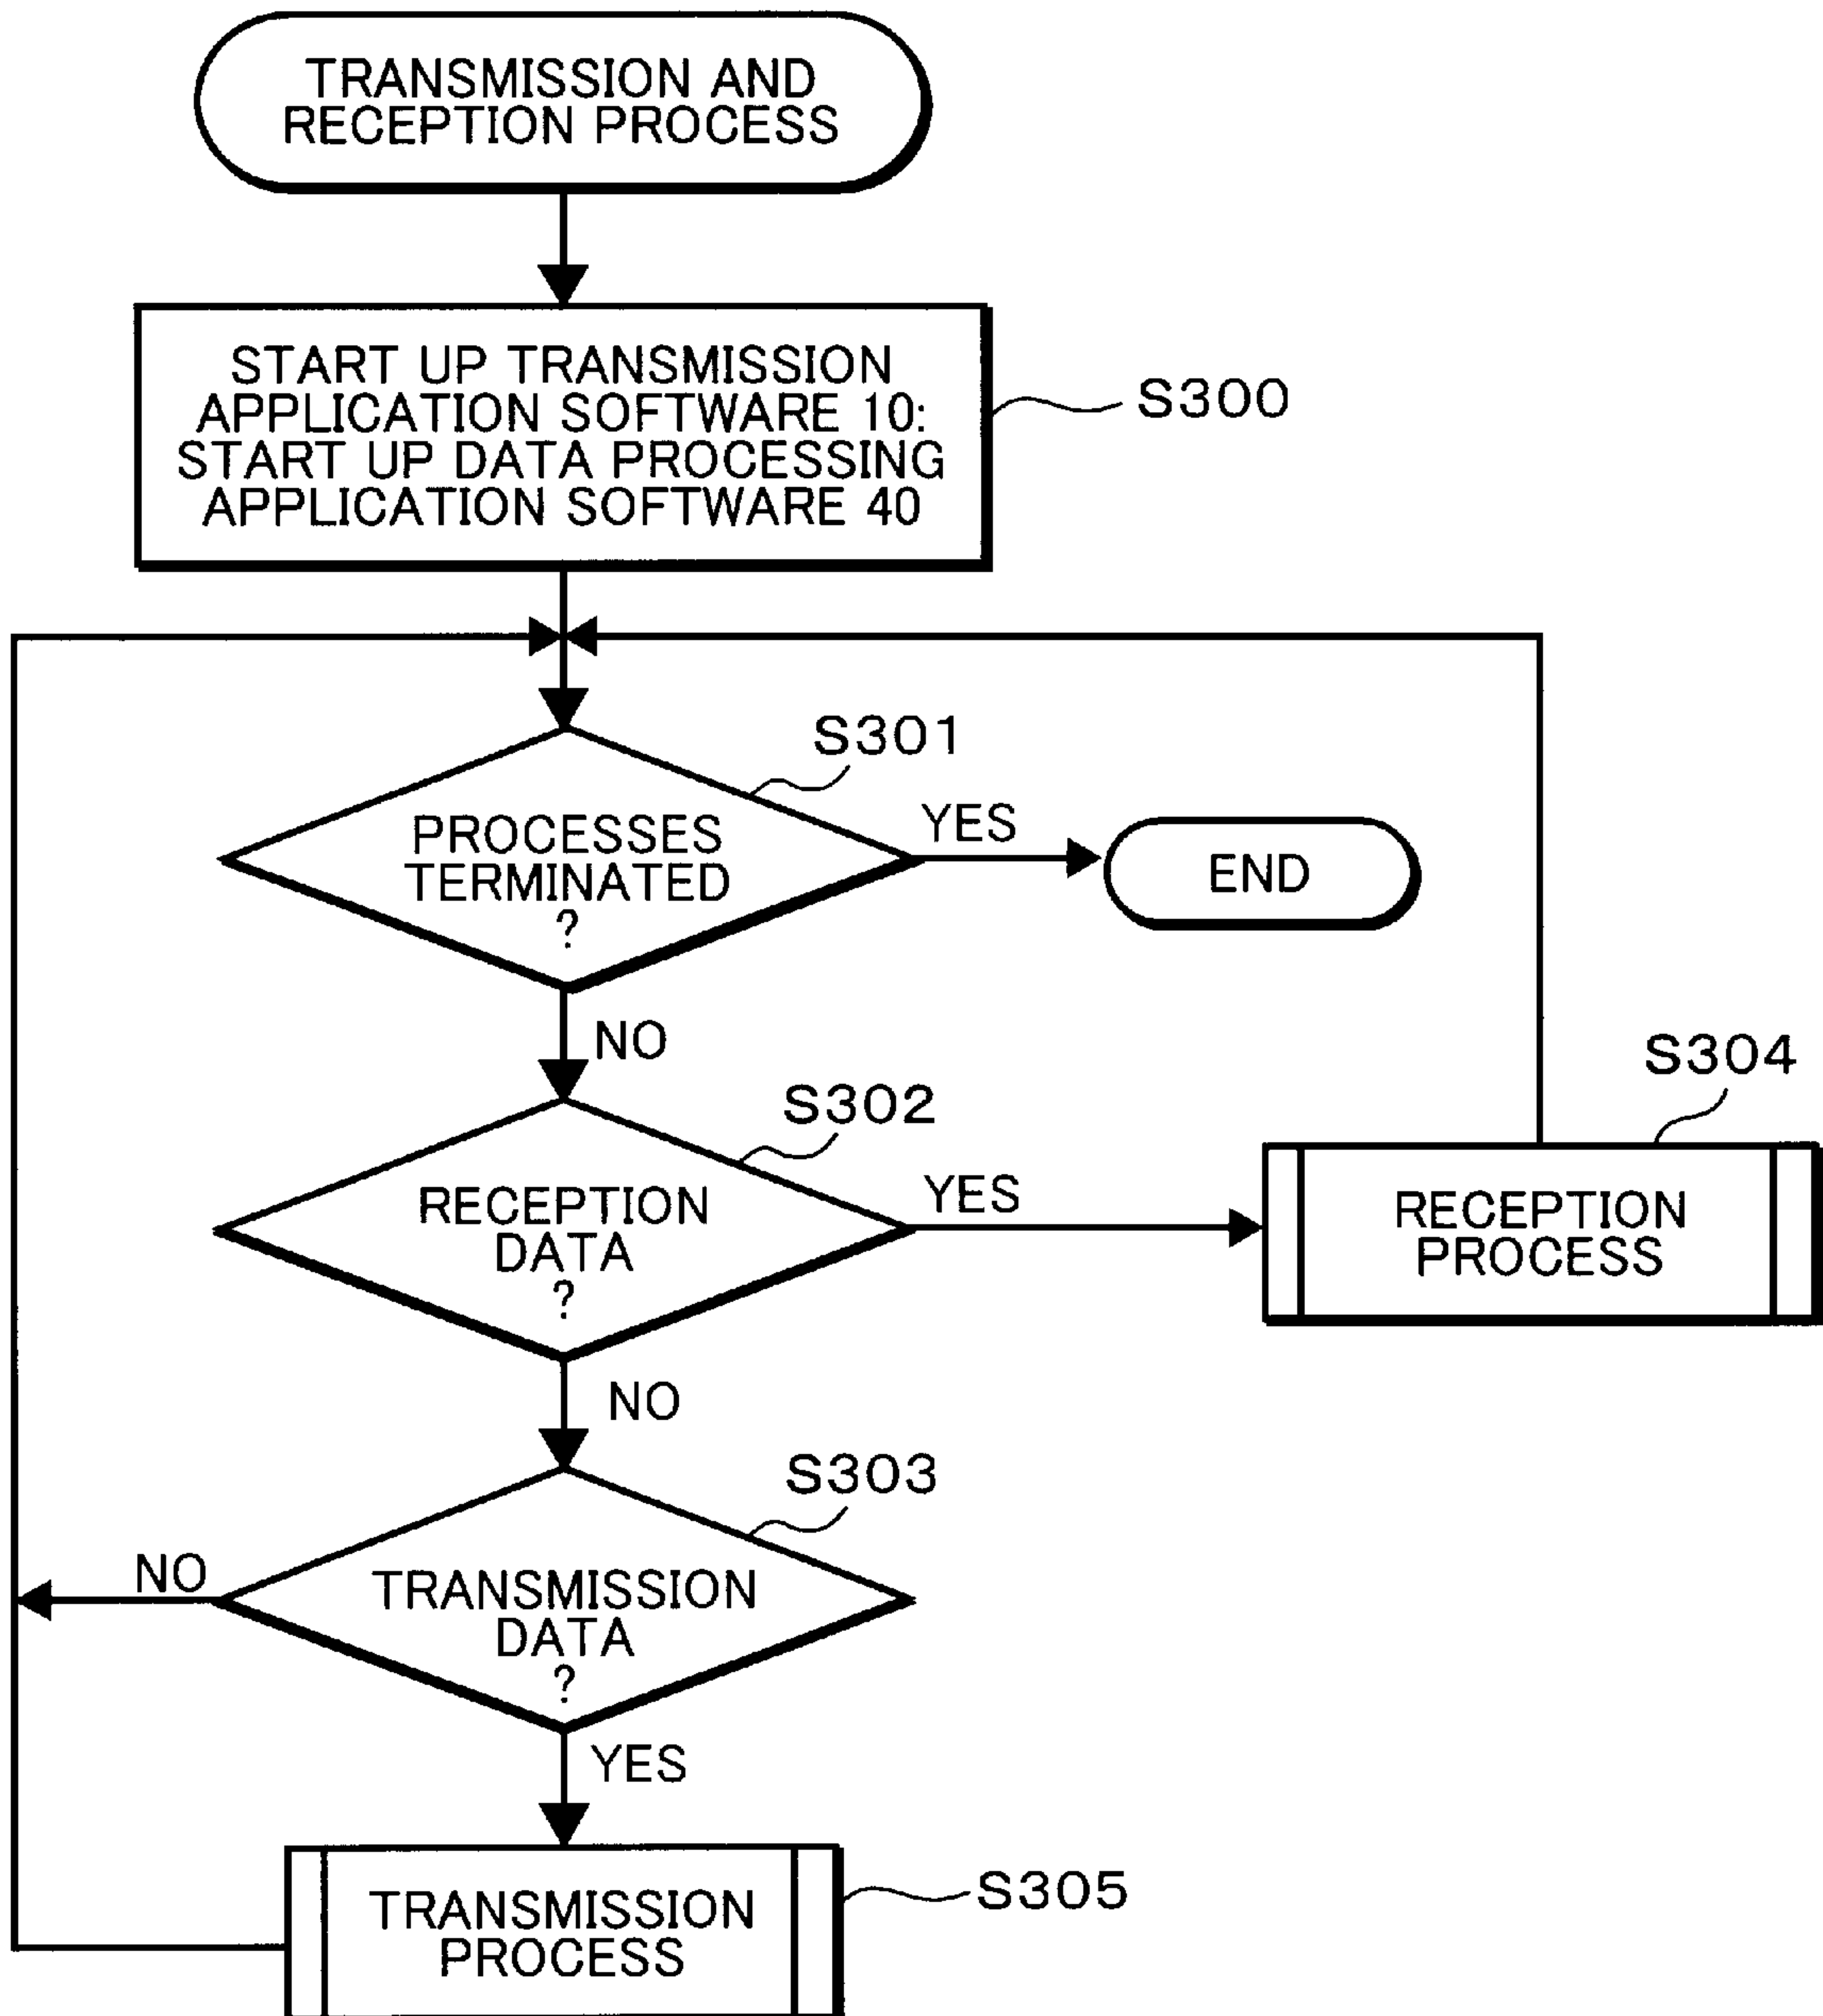 TRANSMISSION AND
RECEPTION PROCESS
START UP TRANSMISSION
APPLICATION SOFTWARE 10:
START UP DATA PROCESSING
APPLICATION SOFTWARE 40
S300
S301
PROCESSES
TERMINATED
?
YES
END
NO
S302
RECEPTION
DATA
?
YES
S304
RECEPTION
PROCESS
NO
S303
TRANSMISSION
DATA
?
NO
YES
TRANSMISSION
PROCESS
S305